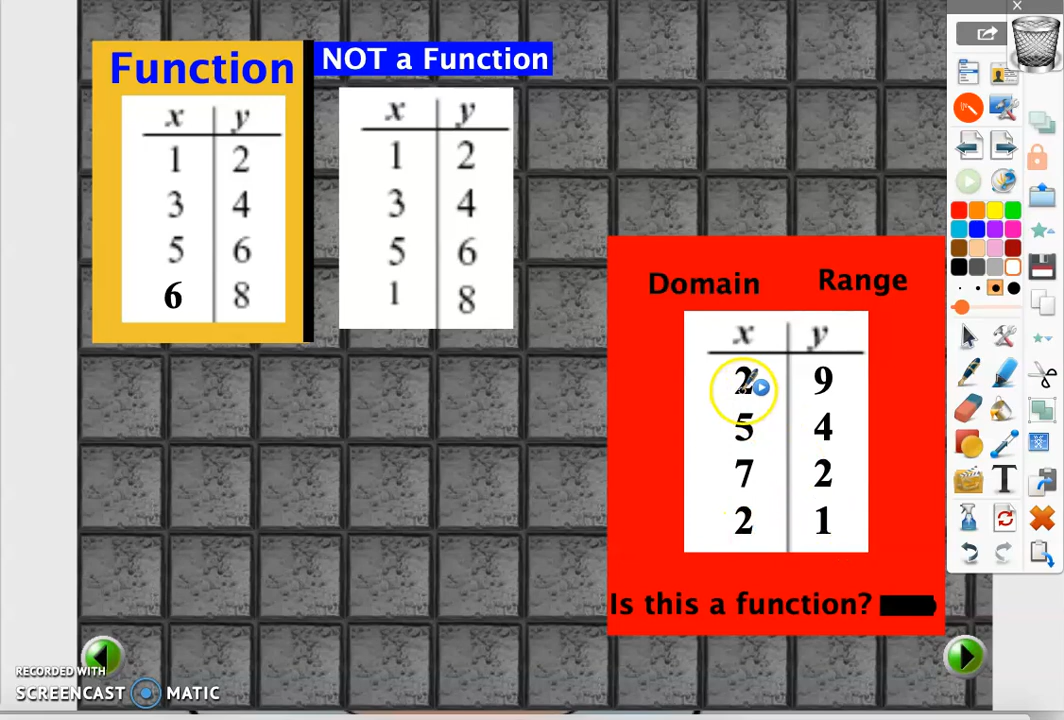 Function
x y
1 2
3 4
5 6
6 8
NOT a Function
x y
1 2
3 4
5 6
1 8
Domain Range
x y
2 9
5 4
7 2
2 1
Is this a function?
RECORDED WITH
SCREENCAST MATIC
T